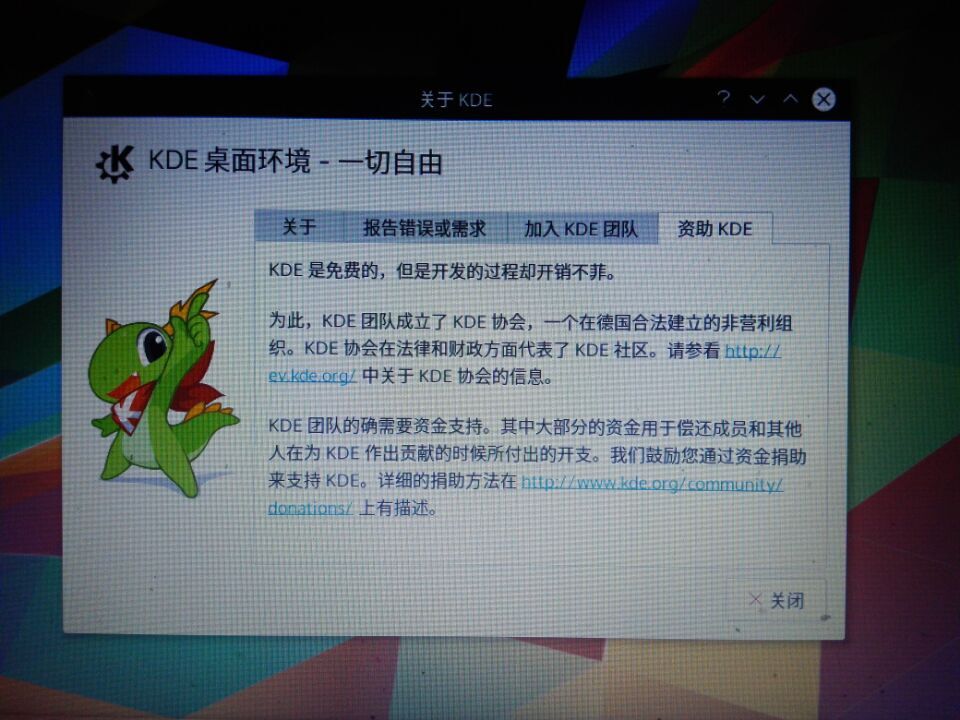 关于 KDE
KDE 桌面环境 - 一切自由
关于 报告错误或需求 加入 KDE 团队 资助 KDE
KDE 是免费的，但是开发的过程却开销不菲。
为此，KDE 团队成立了 KDE 协会，一个在德国合法建立的非营利组
织。KDE 协会在法律和财政方面代表了 KDE 社区。请参看 http://
ev.kde.org/ 中关于 KDE 协会的信息。
KDE 团队的确需要资金支持。其中大部分的资金用于偿还成员和其他
人在为 KDE 作出贡献的时候所付出的开支。我们鼓励您通过资金捐助
来支持 KDE。详细的捐助方法在 http://www.kde.org/community/
donations/ 上有描述。
关闭